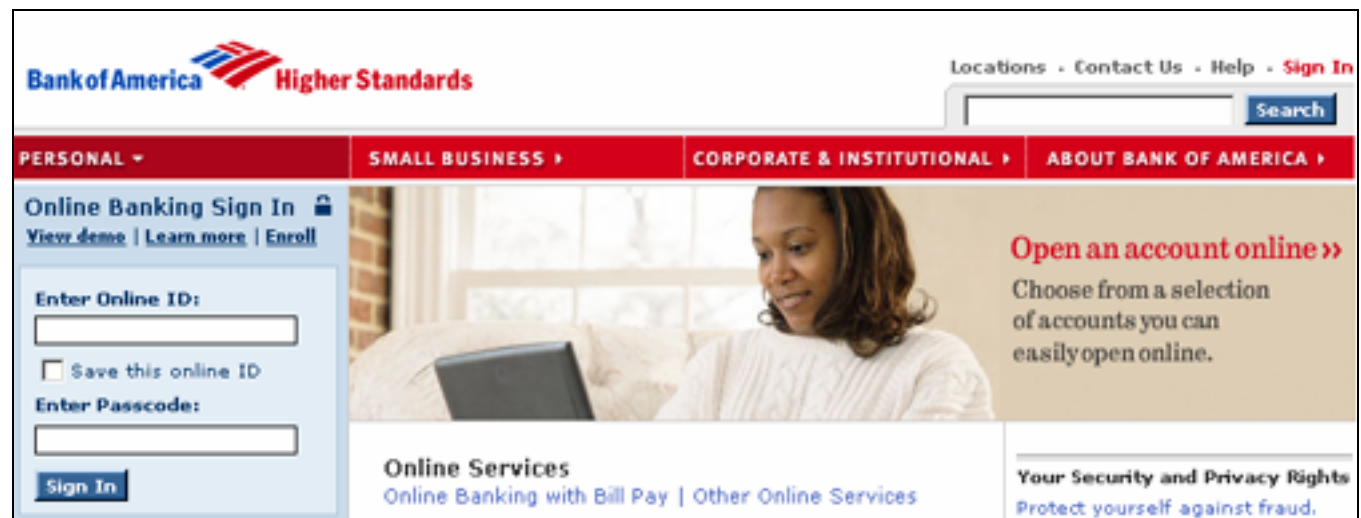 Bank of America Higher Standards
Locations - Contact Us - Help - Sign In
Search
PERSONAL
SMALL BUSINESS
CORPORATE & INSTITUTIONAL
ABOUT BANK OF AMERICA
Online Banking Sign In
View demo | Learn more | Enroll
Enter Online ID:
Save this online ID
Enter Passcode:
Sign In
Open an account online »
Choose from a selection
of accounts you can
easily open online.
Online Services
Online Banking with Bill Pay | Other Online Services
Your Security and Privacy Rights
Protect yourself against fraud.